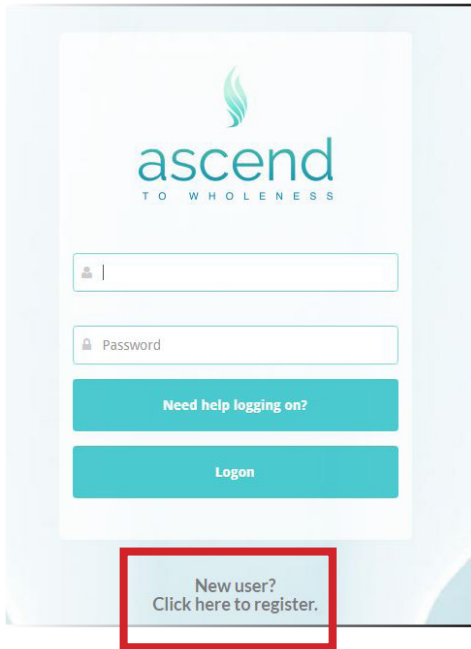 ascend
TO WHOLENESS
Password
Need help logging on?
Logon
New user?
Click here to register.